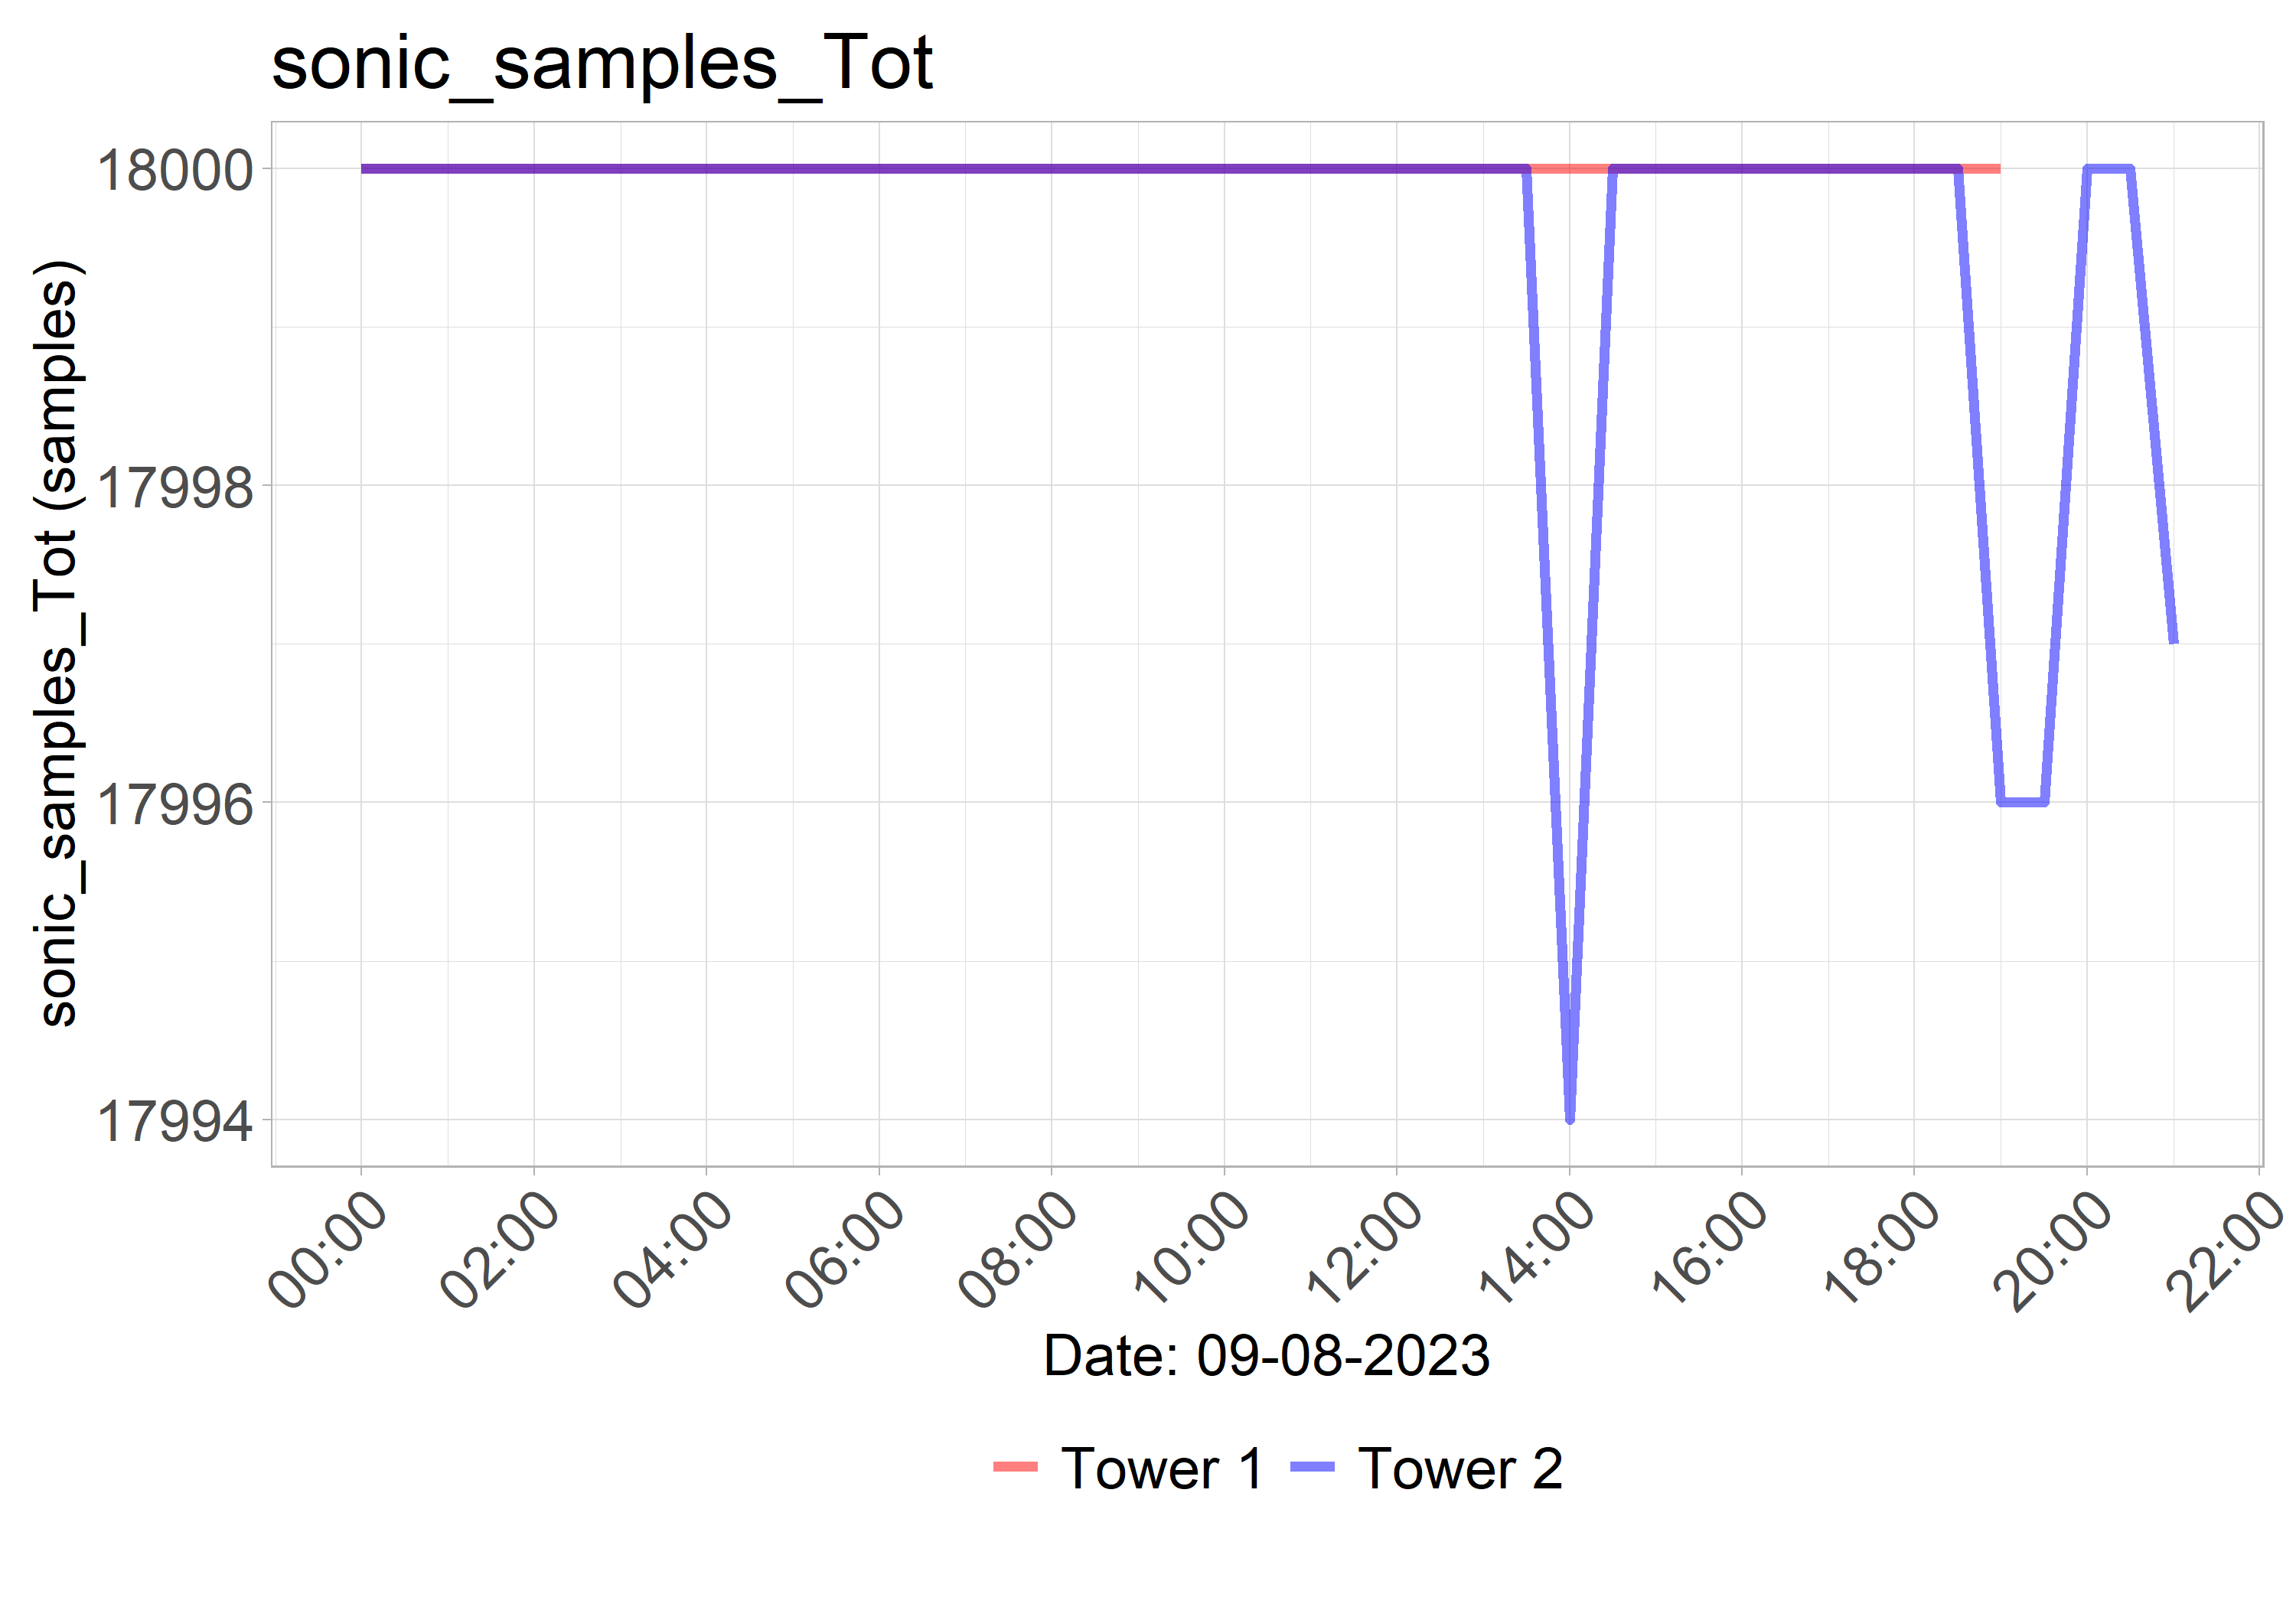 sonic_samples_Tot
sonic_samples_Tot (samples)
18000
17998
17996
17994
00:00 02:00 04:00 06:00 08:00 10:00 12:00 14:00 16:00 18:00 20:00 22:00
Date: 09-08-2023
Tower 1 Tower 2